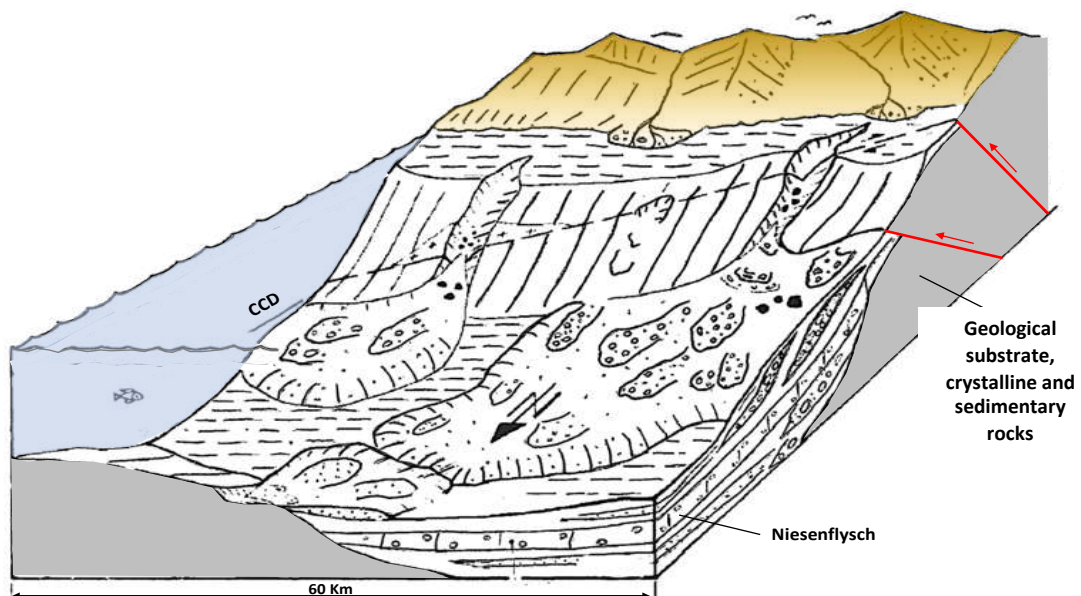 CCD
Geological
substrate,
crystalline and
sedimentary
rocks
Niesenflysch
60 Km